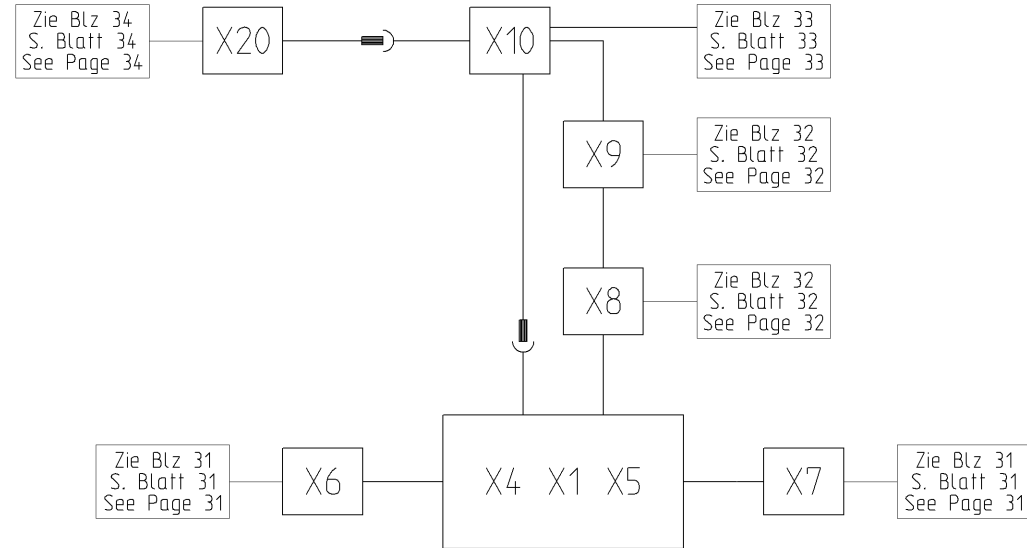 Zie Blz 34
S. Blatt 34
See Page 34
X20
X10
Zie Blz 33
S. Blatt 33
See Page 33
X9
Zie Blz 32
S. Blatt 32
See Page 32
X8
Zie Blz 32
S. Blatt 32
See Page 32
Zie Blz 31
S. Blatt 31
See Page 31
X6
X4 X1 X5
X7
Zie Blz 31
S. Blatt 31
See Page 31